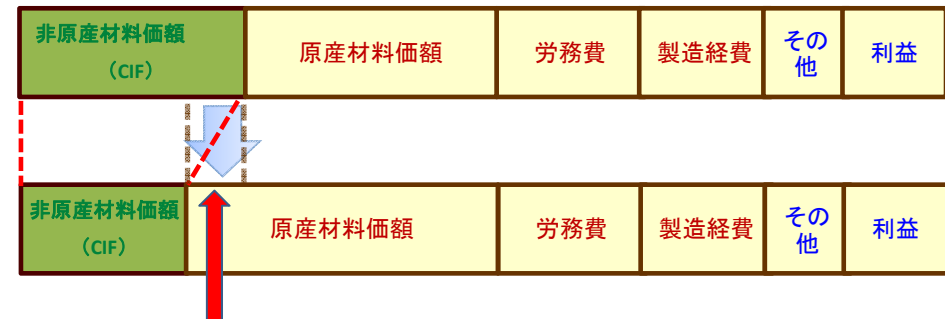 非原産材料価額
（CIF）
原産材料価額
労務費
製造経費
その
他
利益
非原産材料価額
（CIF）
原産材料価額
労務費
製造経費
その
他
利益